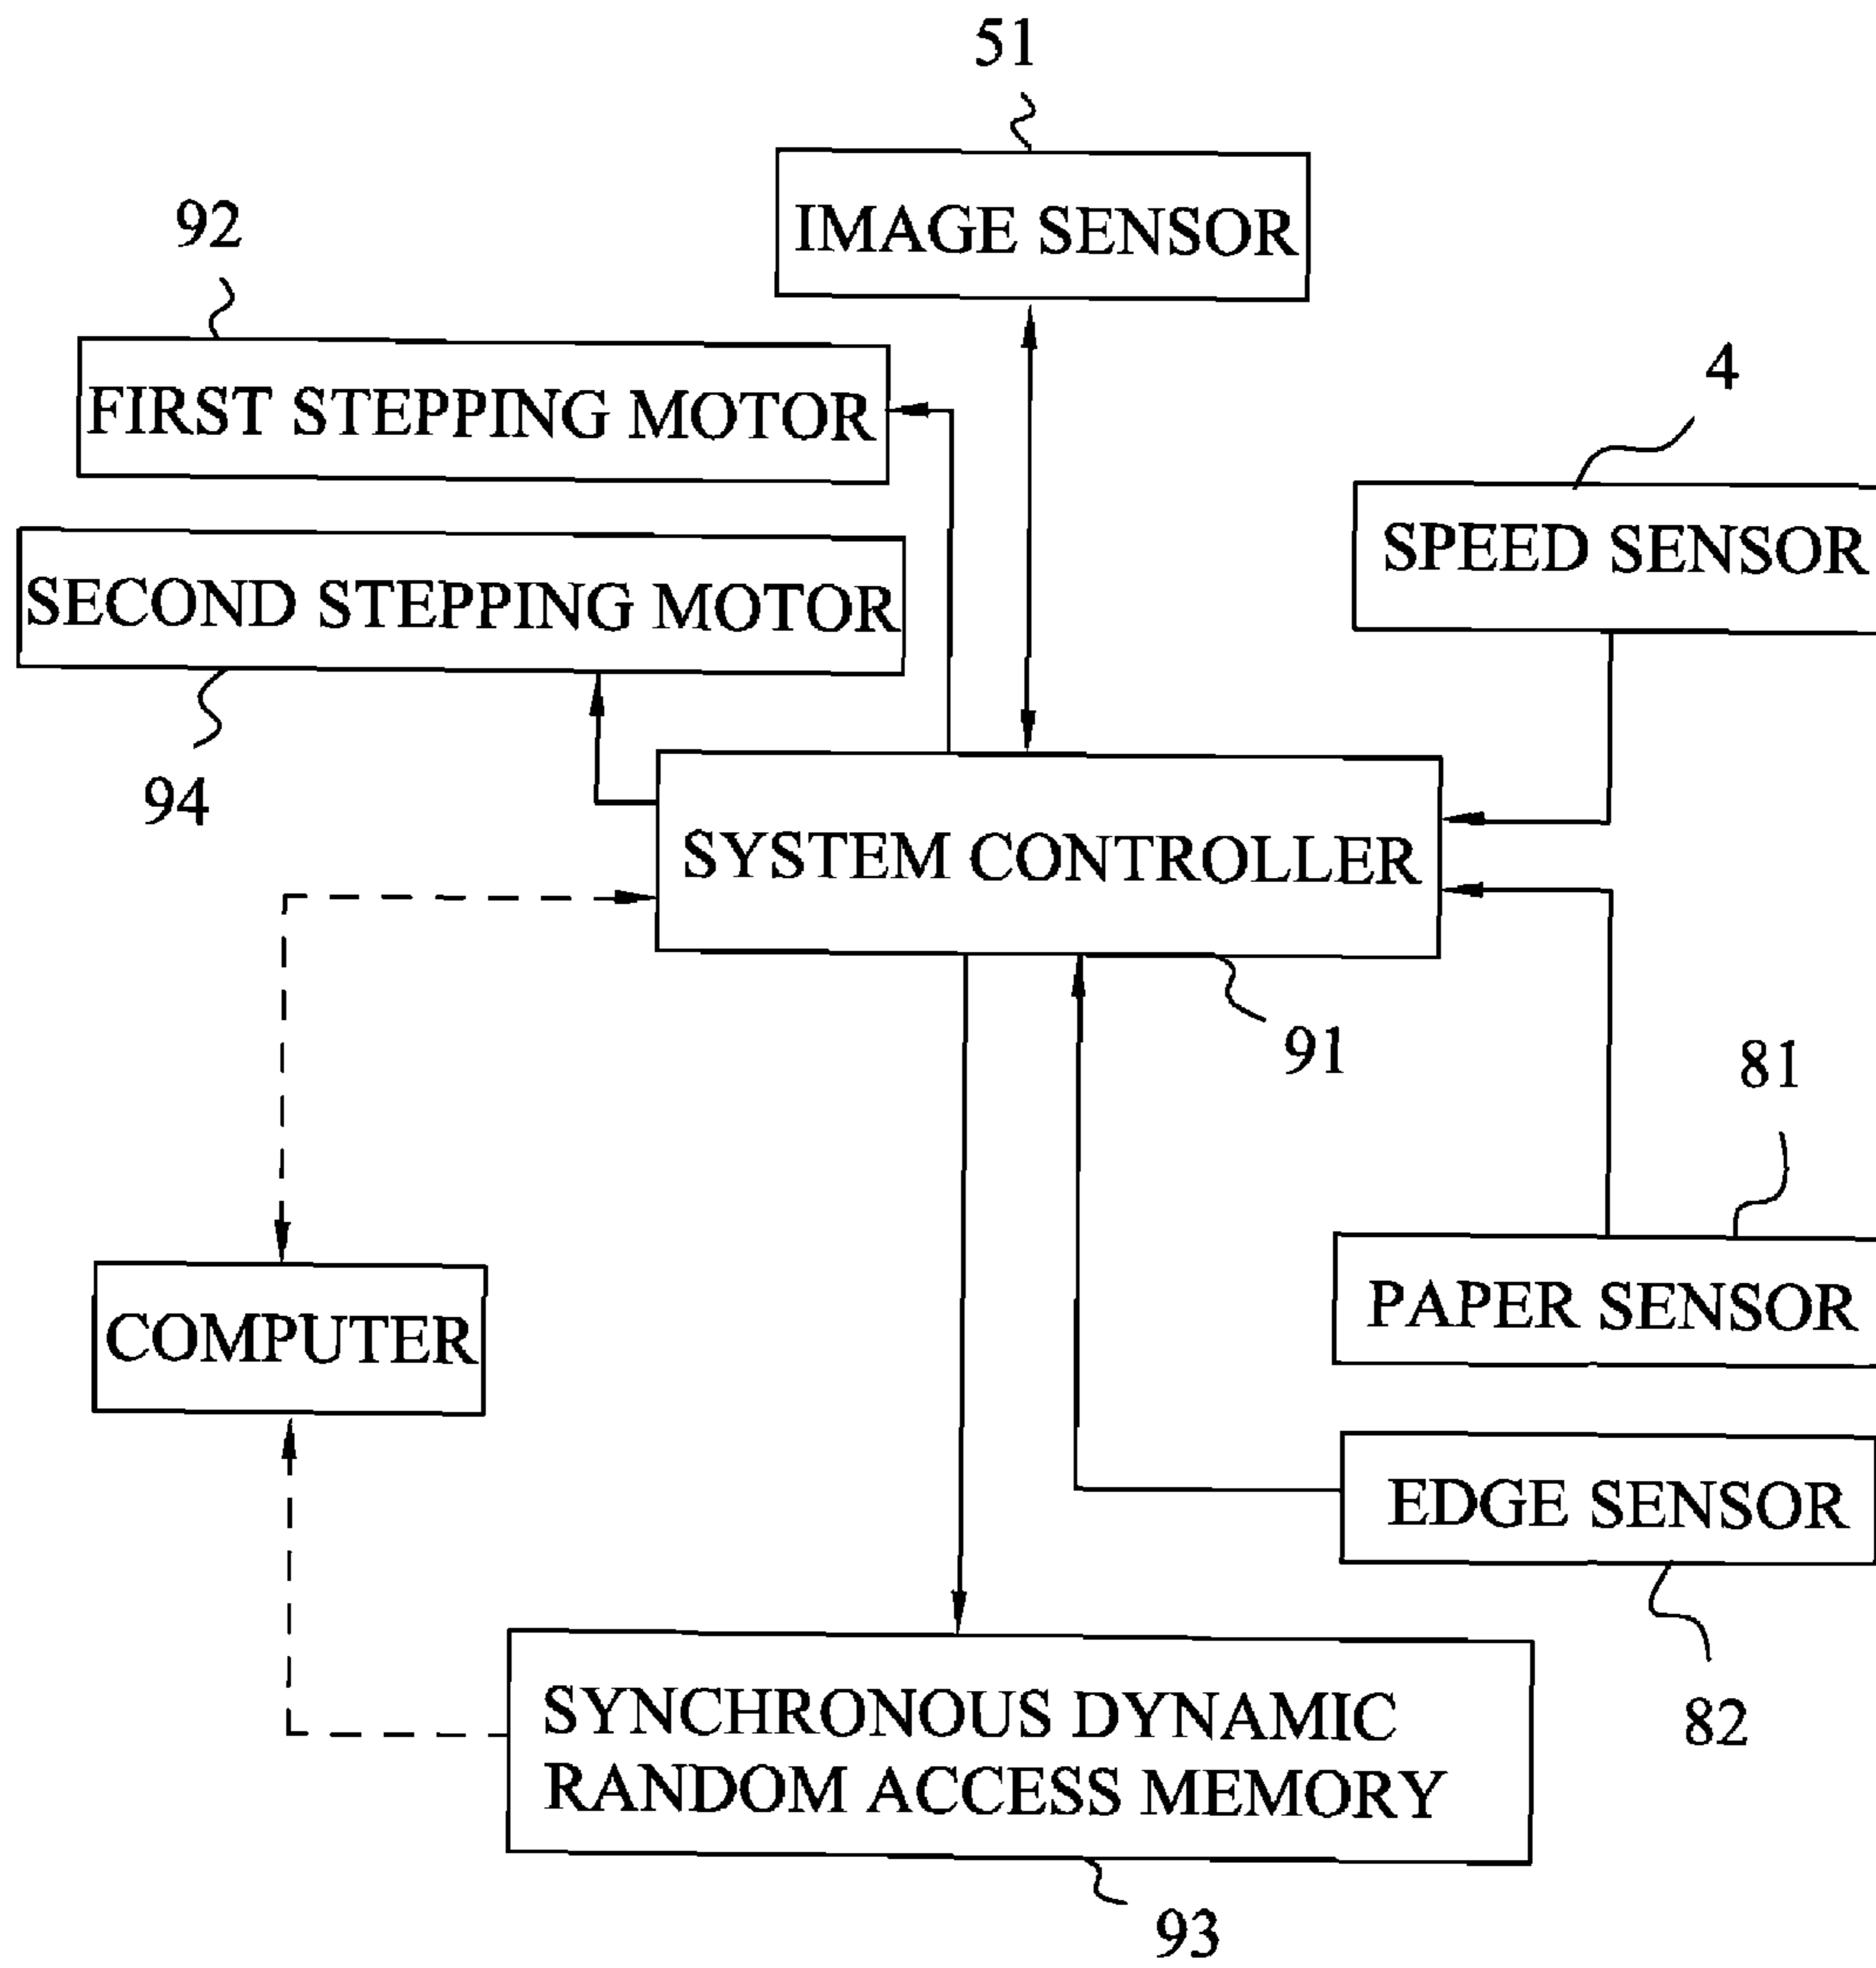 51
IMAGE SENSOR
92
FIRST STEPPING MOTOR
4
SPEED SENSOR
SECOND STEPPING MOTOR
94
SYSTEM CONTROLLER
91
81
PAPER SENSOR
COMPUTER
EDGE SENSOR
82
SYNCHRONOUS DYNAMIC
RANDOM ACCESS MEMORY
93